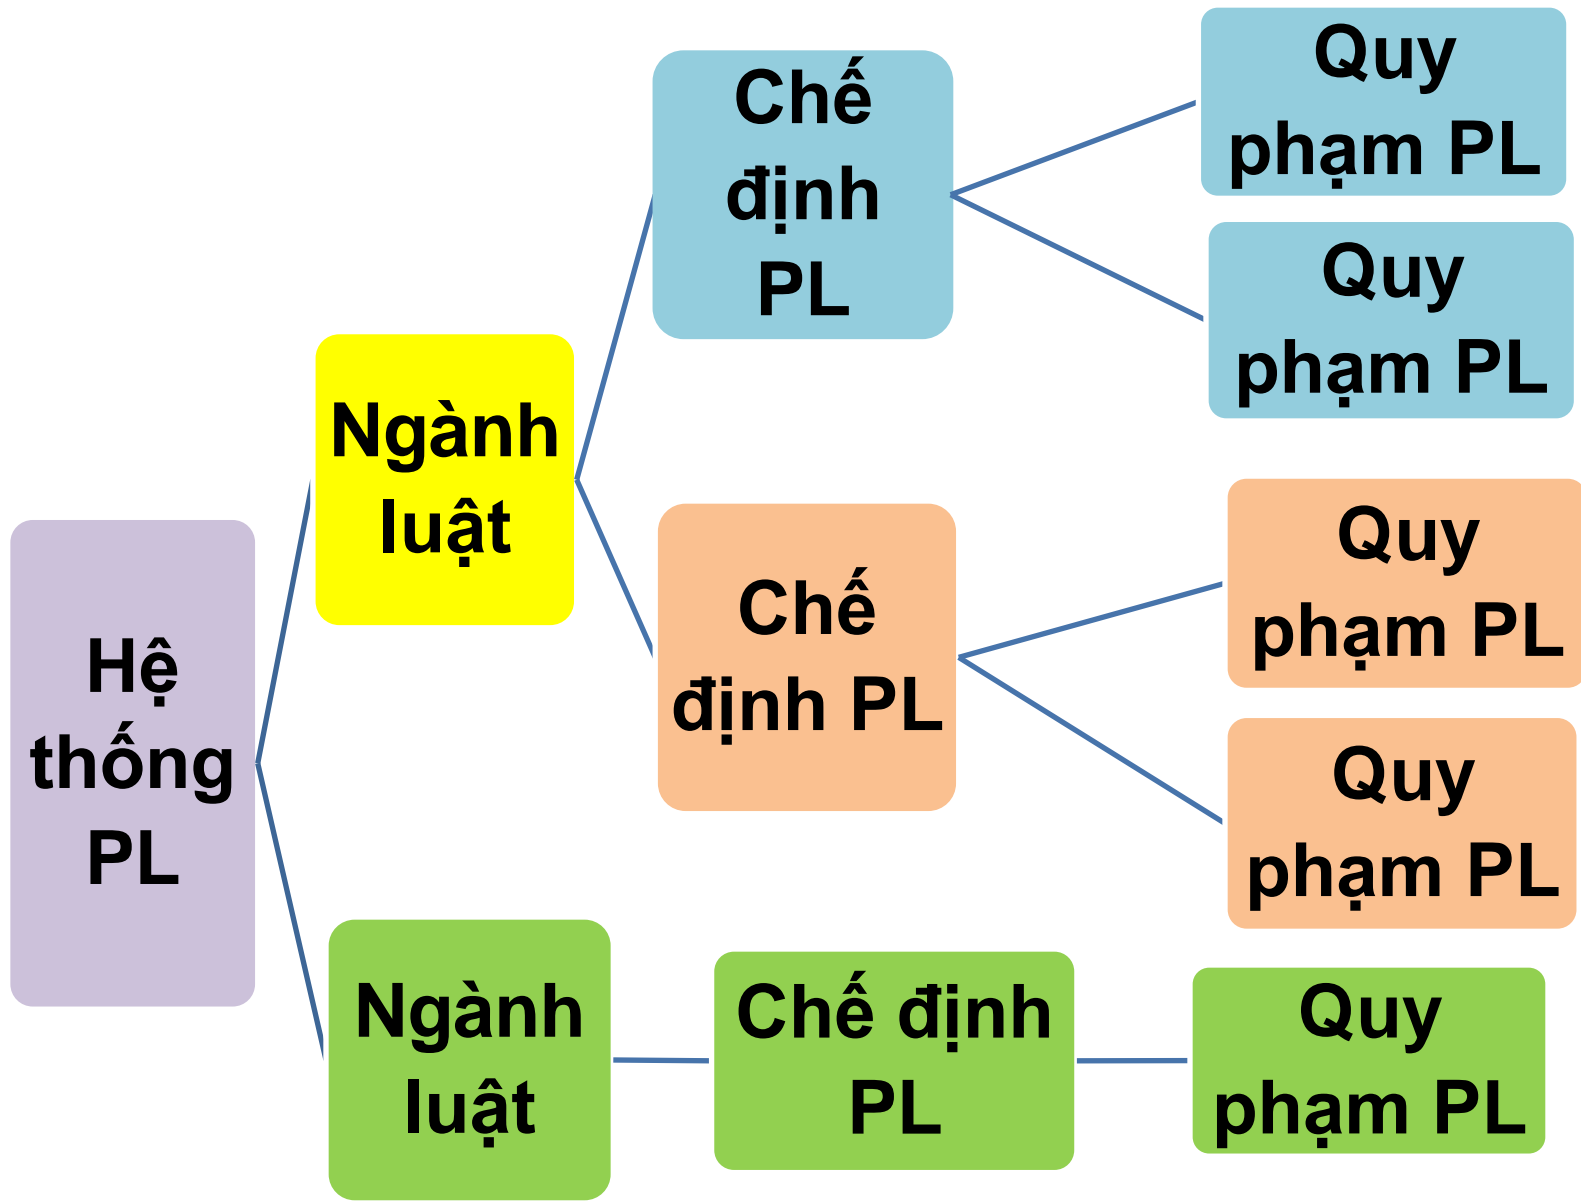 Hệ
thống
PL
Ngành
luật
Chế
định
PL
Quy
phạm PL
Quy
phạm PL
Chế
định PL
Quy
phạm PL
Quy
phạm PL
Ngành
luật
Chế định
PL
Quy
phạm PL